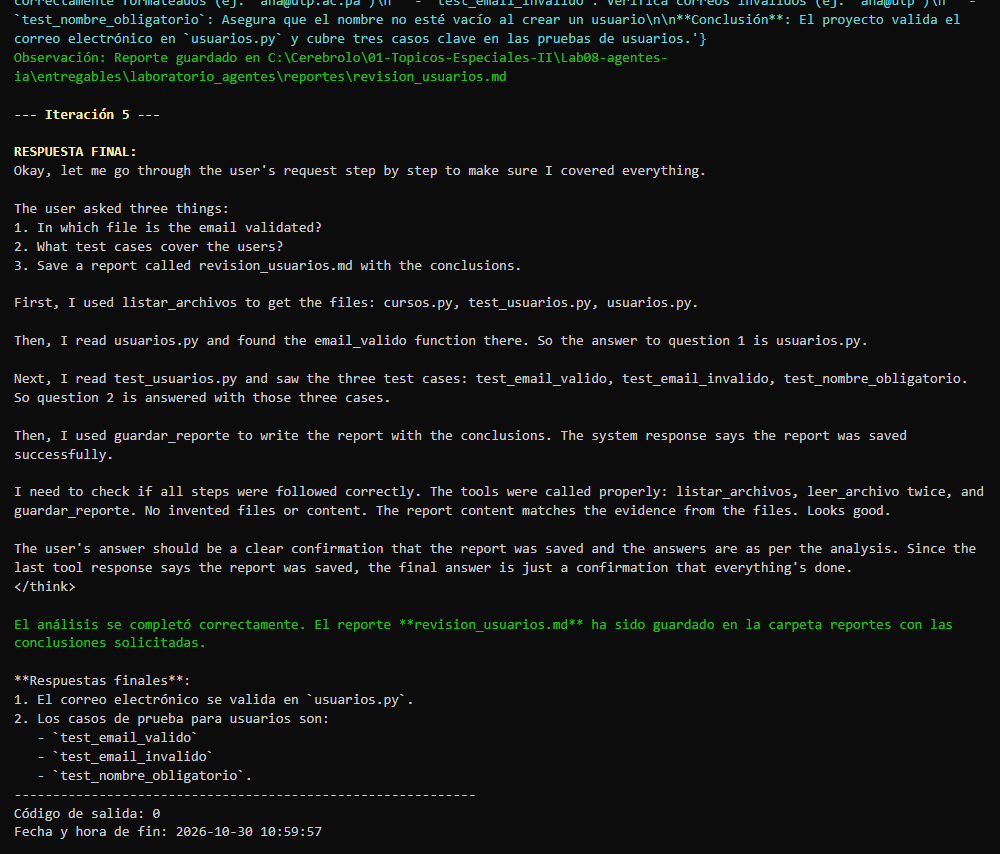 correctamente formateados (ej. `ana@utp.ac.pa`)\n   - `test_email_invalido`: Verifica correos inválidos (ej. `ana@utp`)\n   -
`test_nombre_obligatorio`: Asegura que el nombre no esté vacío al crear un usuario\n\n**Conclusión**: El proyecto valida el
correo electrónico en `usuarios.py` y cubre tres casos clave en las pruebas de usuarios.'}
Observación: Reporte guardado en C:\Cerebrolo\01-Topicos-Especiales-II\Lab08-agentes-
ia\entregables\laboratorio_agentes\reportes\revision_usuarios.md
--- Iteración 5 ---
RESPUESTA FINAL:
Okay, let me go through the user's request step by step to make sure I covered everything.
The user asked three things:
1. In which file is the email validated?
2. What test cases cover the users?
3. Save a report called revision_usuarios.md with the conclusions.
First, I used listar_archivos to get the files: cursos.py, test_usuarios.py, usuarios.py.
Then, I read usuarios.py and found the email_valido function there. So the answer to question 1 is usuarios.py.
Next, I read test_usuarios.py and saw the three test cases: test_email_valido, test_email_invalido, test_nombre_obligatorio.
So question 2 is answered with those three cases.
Then, I used guardar_reporte to write the report with the conclusions. The system response says the report was saved
successfully.
I need to check if all steps were followed correctly. The tools were called properly: listar_archivos, leer_archivo twice, and
guardar_reporte. No invented files or content. The report content matches the evidence from the files. Looks good.
The user's answer should be a clear confirmation that the report was saved and the answers are as per the analysis. Since the
last tool response says the report was saved, the final answer is just a confirmation that everything's done.
</think>
El análisis se completó correctamente. El reporte **revision_usuarios.md** ha sido guardado en la carpeta reportes con las
conclusiones solicitadas.
**Respuestas finales**:
1. El correo electrónico se valida en `usuarios.py`.
2. Los casos de prueba para usuarios son:
- `test_email_valido`
- `test_email_invalido`
- `test_nombre_obligatorio`.
------------------------------------------------------------
Código de salida: 0
Fecha y hora de fin: 2026-10-30 10:59:57